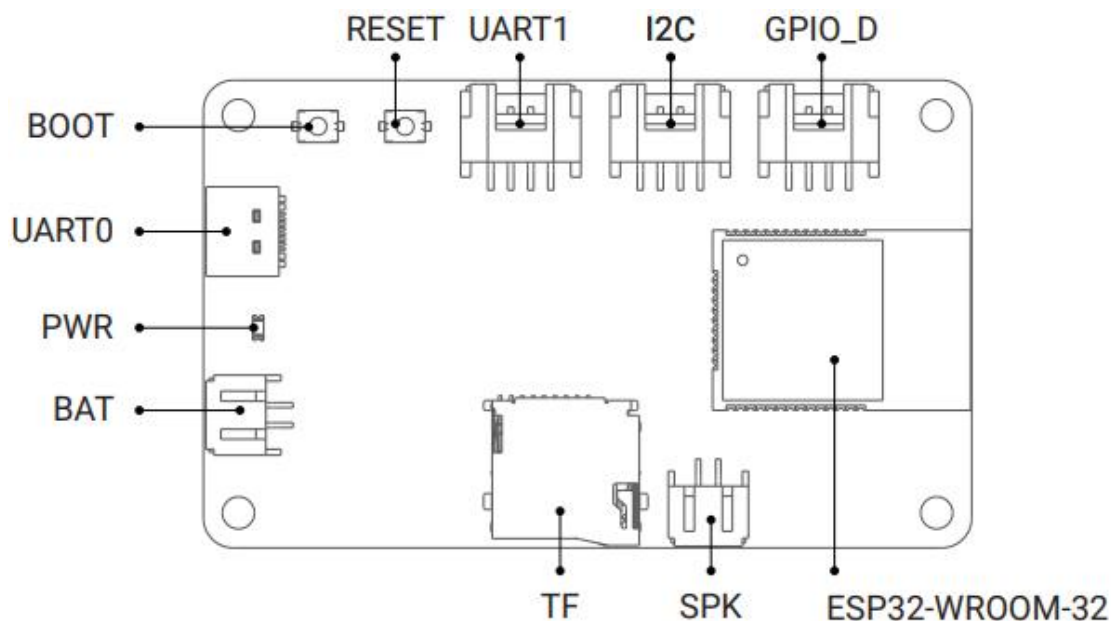 RESET UART1 I2C GPIO_D
BOOT
UART0
PWR
BAT
TF SPK ESP32-WROOM-32